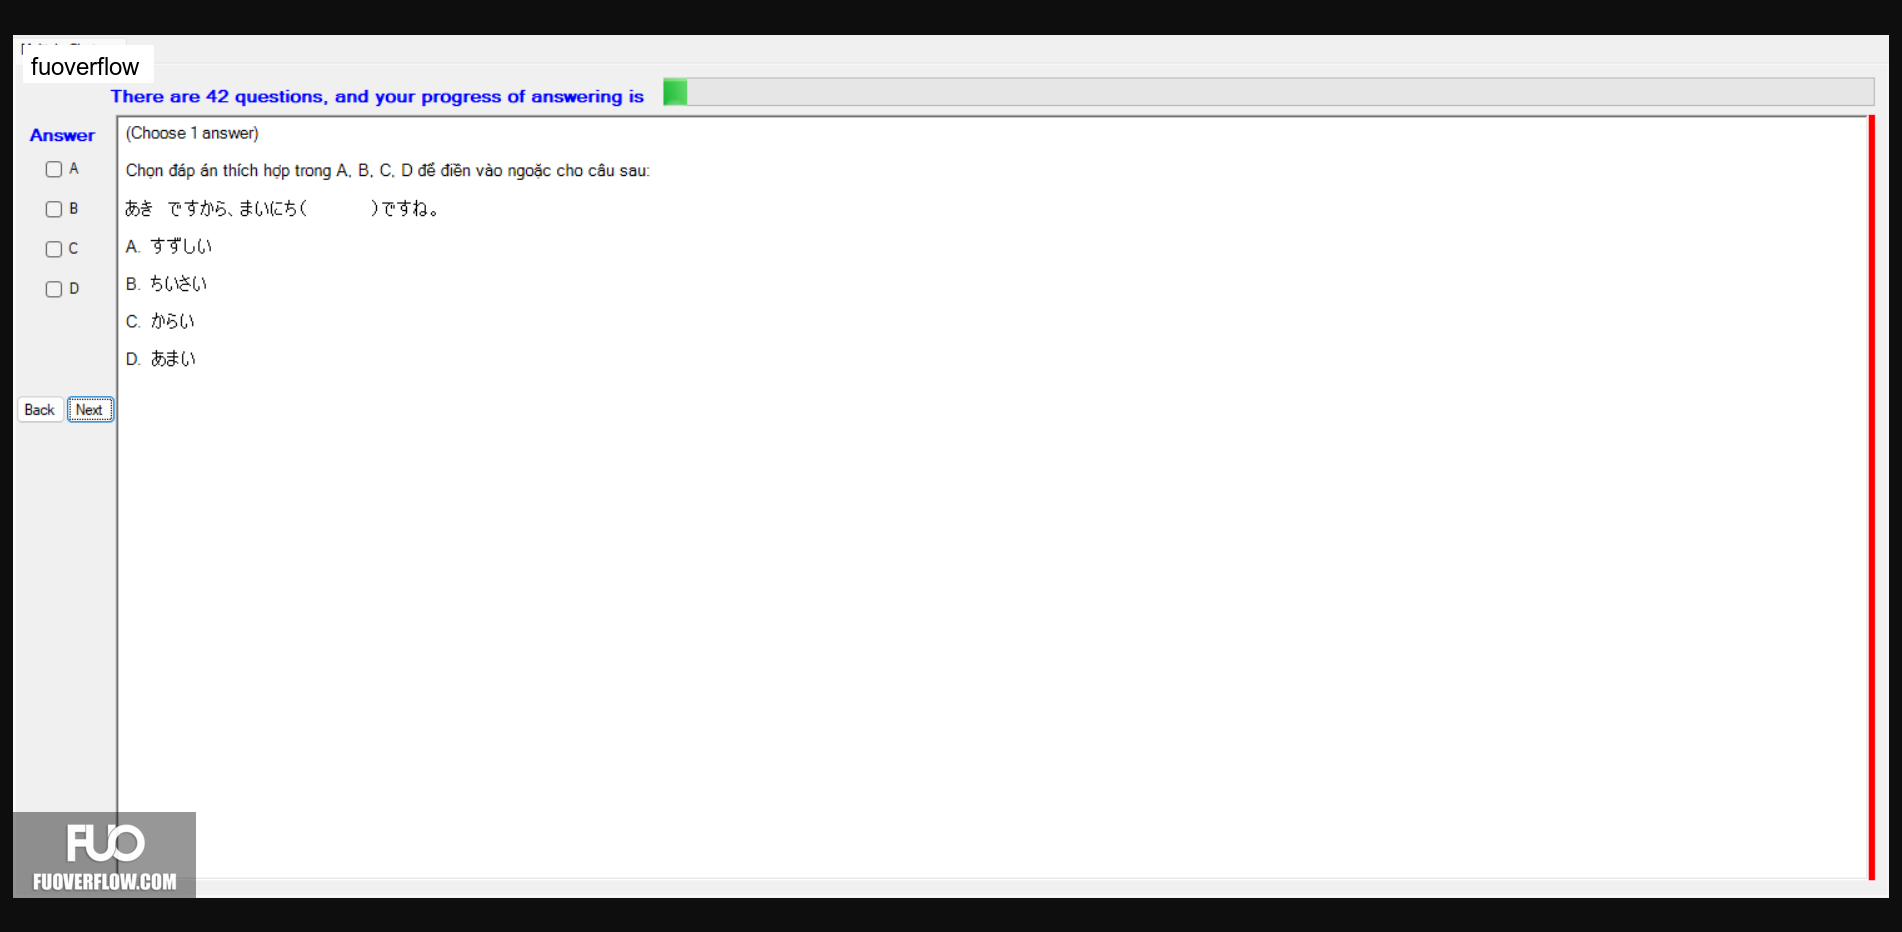 fuoverflow
There are 42 questions, and your progress of answering is
Answer
(Choose 1 answer)
A
Chọn đáp án thích hợp trong A, B, C, D để điền vào ngoặc cho câu sau:
B
あき ですから、まいにち( )ですね。
C
A. すずしい
D
B. ちいさい
C. からい
D. あまい
Back Next
FUO
FUOVERFLOW.COM